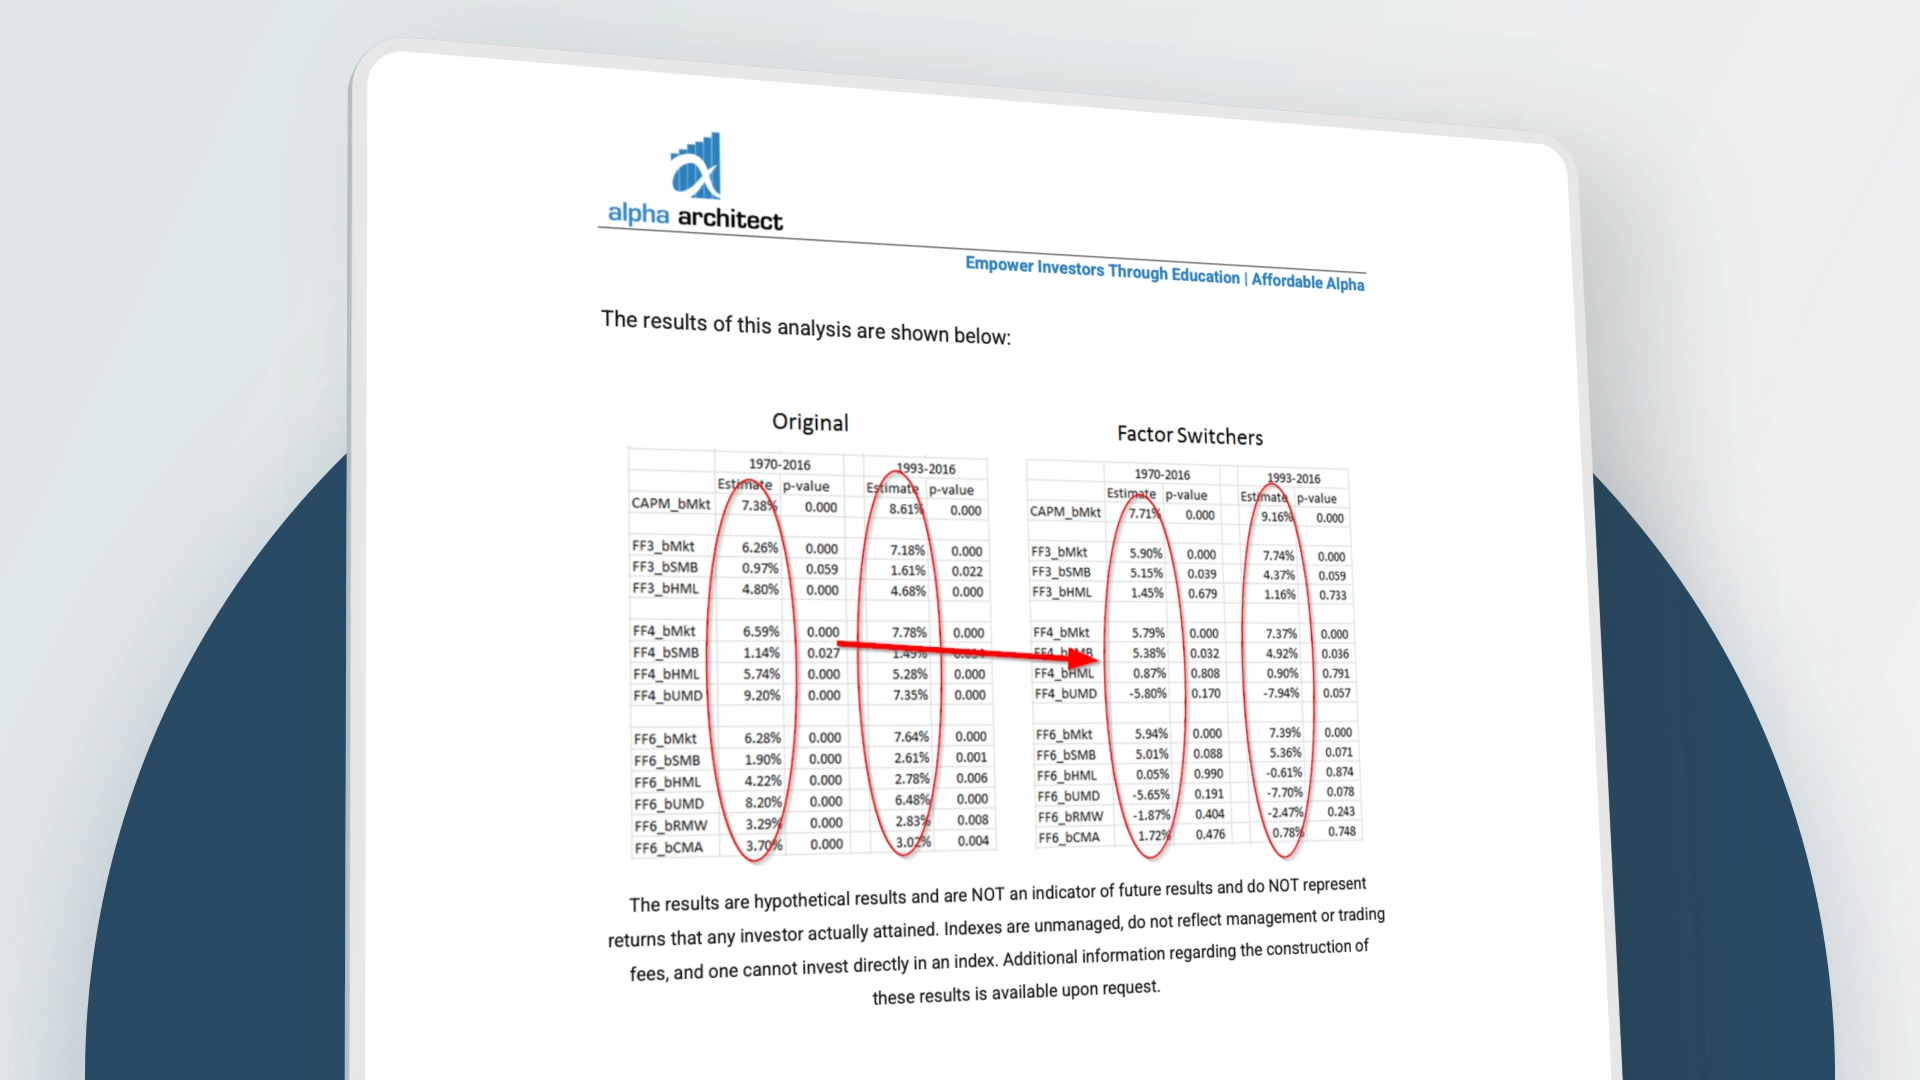 alpha architect
Empower Investors Through Education | Affordable Alpha
The results of this analysis are shown below:
Original
1970-2016 1993-2016
Estimate p-value Estimate p-value
CAPM_bMkt 7.38% 0.000 8.61% 0.000
FF3_bMkt 6.26% 0.000 7.18% 0.000
FF3_bSMB 0.97% 0.059 1.61% 0.022
FF3_bHML 4.80% 0.000 4.68% 0.000
FF4_bMkt 6.59% 0.000 7.78% 0.000
FF4_bSMB 1.14% 0.027 1.49%
FF4_bHML 5.74% 0.000 5.28% 0.000
FF4_bUMD 9.20% 0.000 7.35% 0.000
FF6_bMkt 6.28% 0.000 7.64% 0.000
FF6_bSMB 1.90% 0.000 2.61% 0.001
FF6_bHML 4.22% 0.000 2.78% 0.006
FF6_bUMD 8.20% 0.000 6.48% 0.000
FF6_bRMW 3.29% 0.000 2.83% 0.008
FF6_bCMA 3.70% 0.000 3.02% 0.004
Factor Switchers
1970-2016 1993-2016
Estimate p-value Estimate p-value
CAPM_bMkt 7.71% 0.000 9.16% 0.000
FF3_bMkt 5.90% 0.000 7.74% 0.000
FF3_bSMB 5.15% 0.039 4.37% 0.059
FF3_bHML 1.45% 0.679 1.16% 0.733
FF4_bMkt 5.79% 0.000 7.37% 0.000
FF4_bSMB 5.38% 0.032 4.92% 0.036
FF4_bHML 0.87% 0.808 0.90% 0.791
FF4_bUMD -5.80% 0.170 -7.94% 0.057
FF6_bMkt 5.94% 0.000 7.39% 0.000
FF6_bSMB 5.01% 0.088 5.36% 0.071
FF6_bHML 0.05% 0.990 -0.61% 0.874
FF6_bUMD -5.65% 0.191 -7.70% 0.078
FF6_bRMW -1.87% 0.404 -2.47% 0.243
FF6_bCMA 1.72% 0.476 0.78% 0.748
The results are hypothetical results and are NOT an indicator of future results and do NOT represent
returns that any investor actually attained. Indexes are unmanaged, do not reflect management or trading
fees, and one cannot invest directly in an index. Additional information regarding the construction of
these results is available upon request.